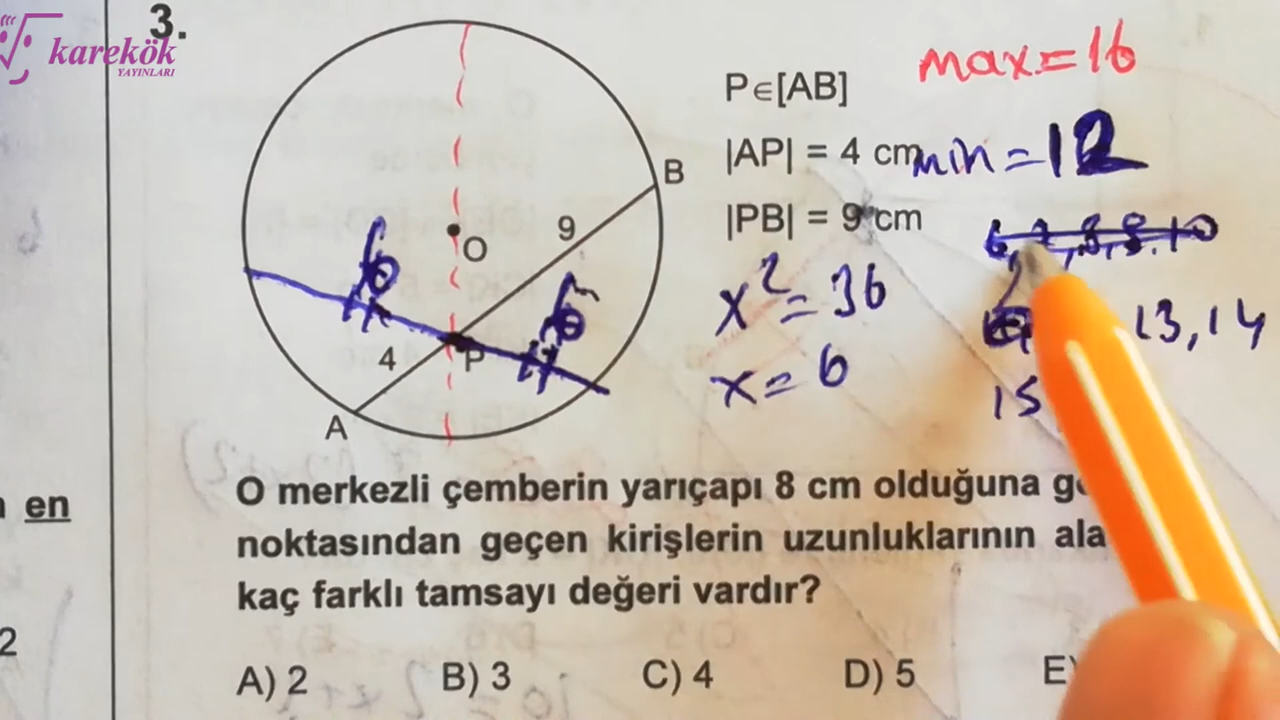 karekök
YAYINLARI
3.
max=16
P∈[AB]
|AP| = 4 cm
min=12
|PB| = 9 cm
B
9
O
6
6
x²=36
13,14
x=6
15
4
P
A
O merkezli çemberin yarıçapı 8 cm olduğuna
noktasından geçen kirişlerin uzunluklarının
kaç farklı tamsayı değeri vardır?
en
2
A) 2 B) 3 C) 4 D) 5 E)